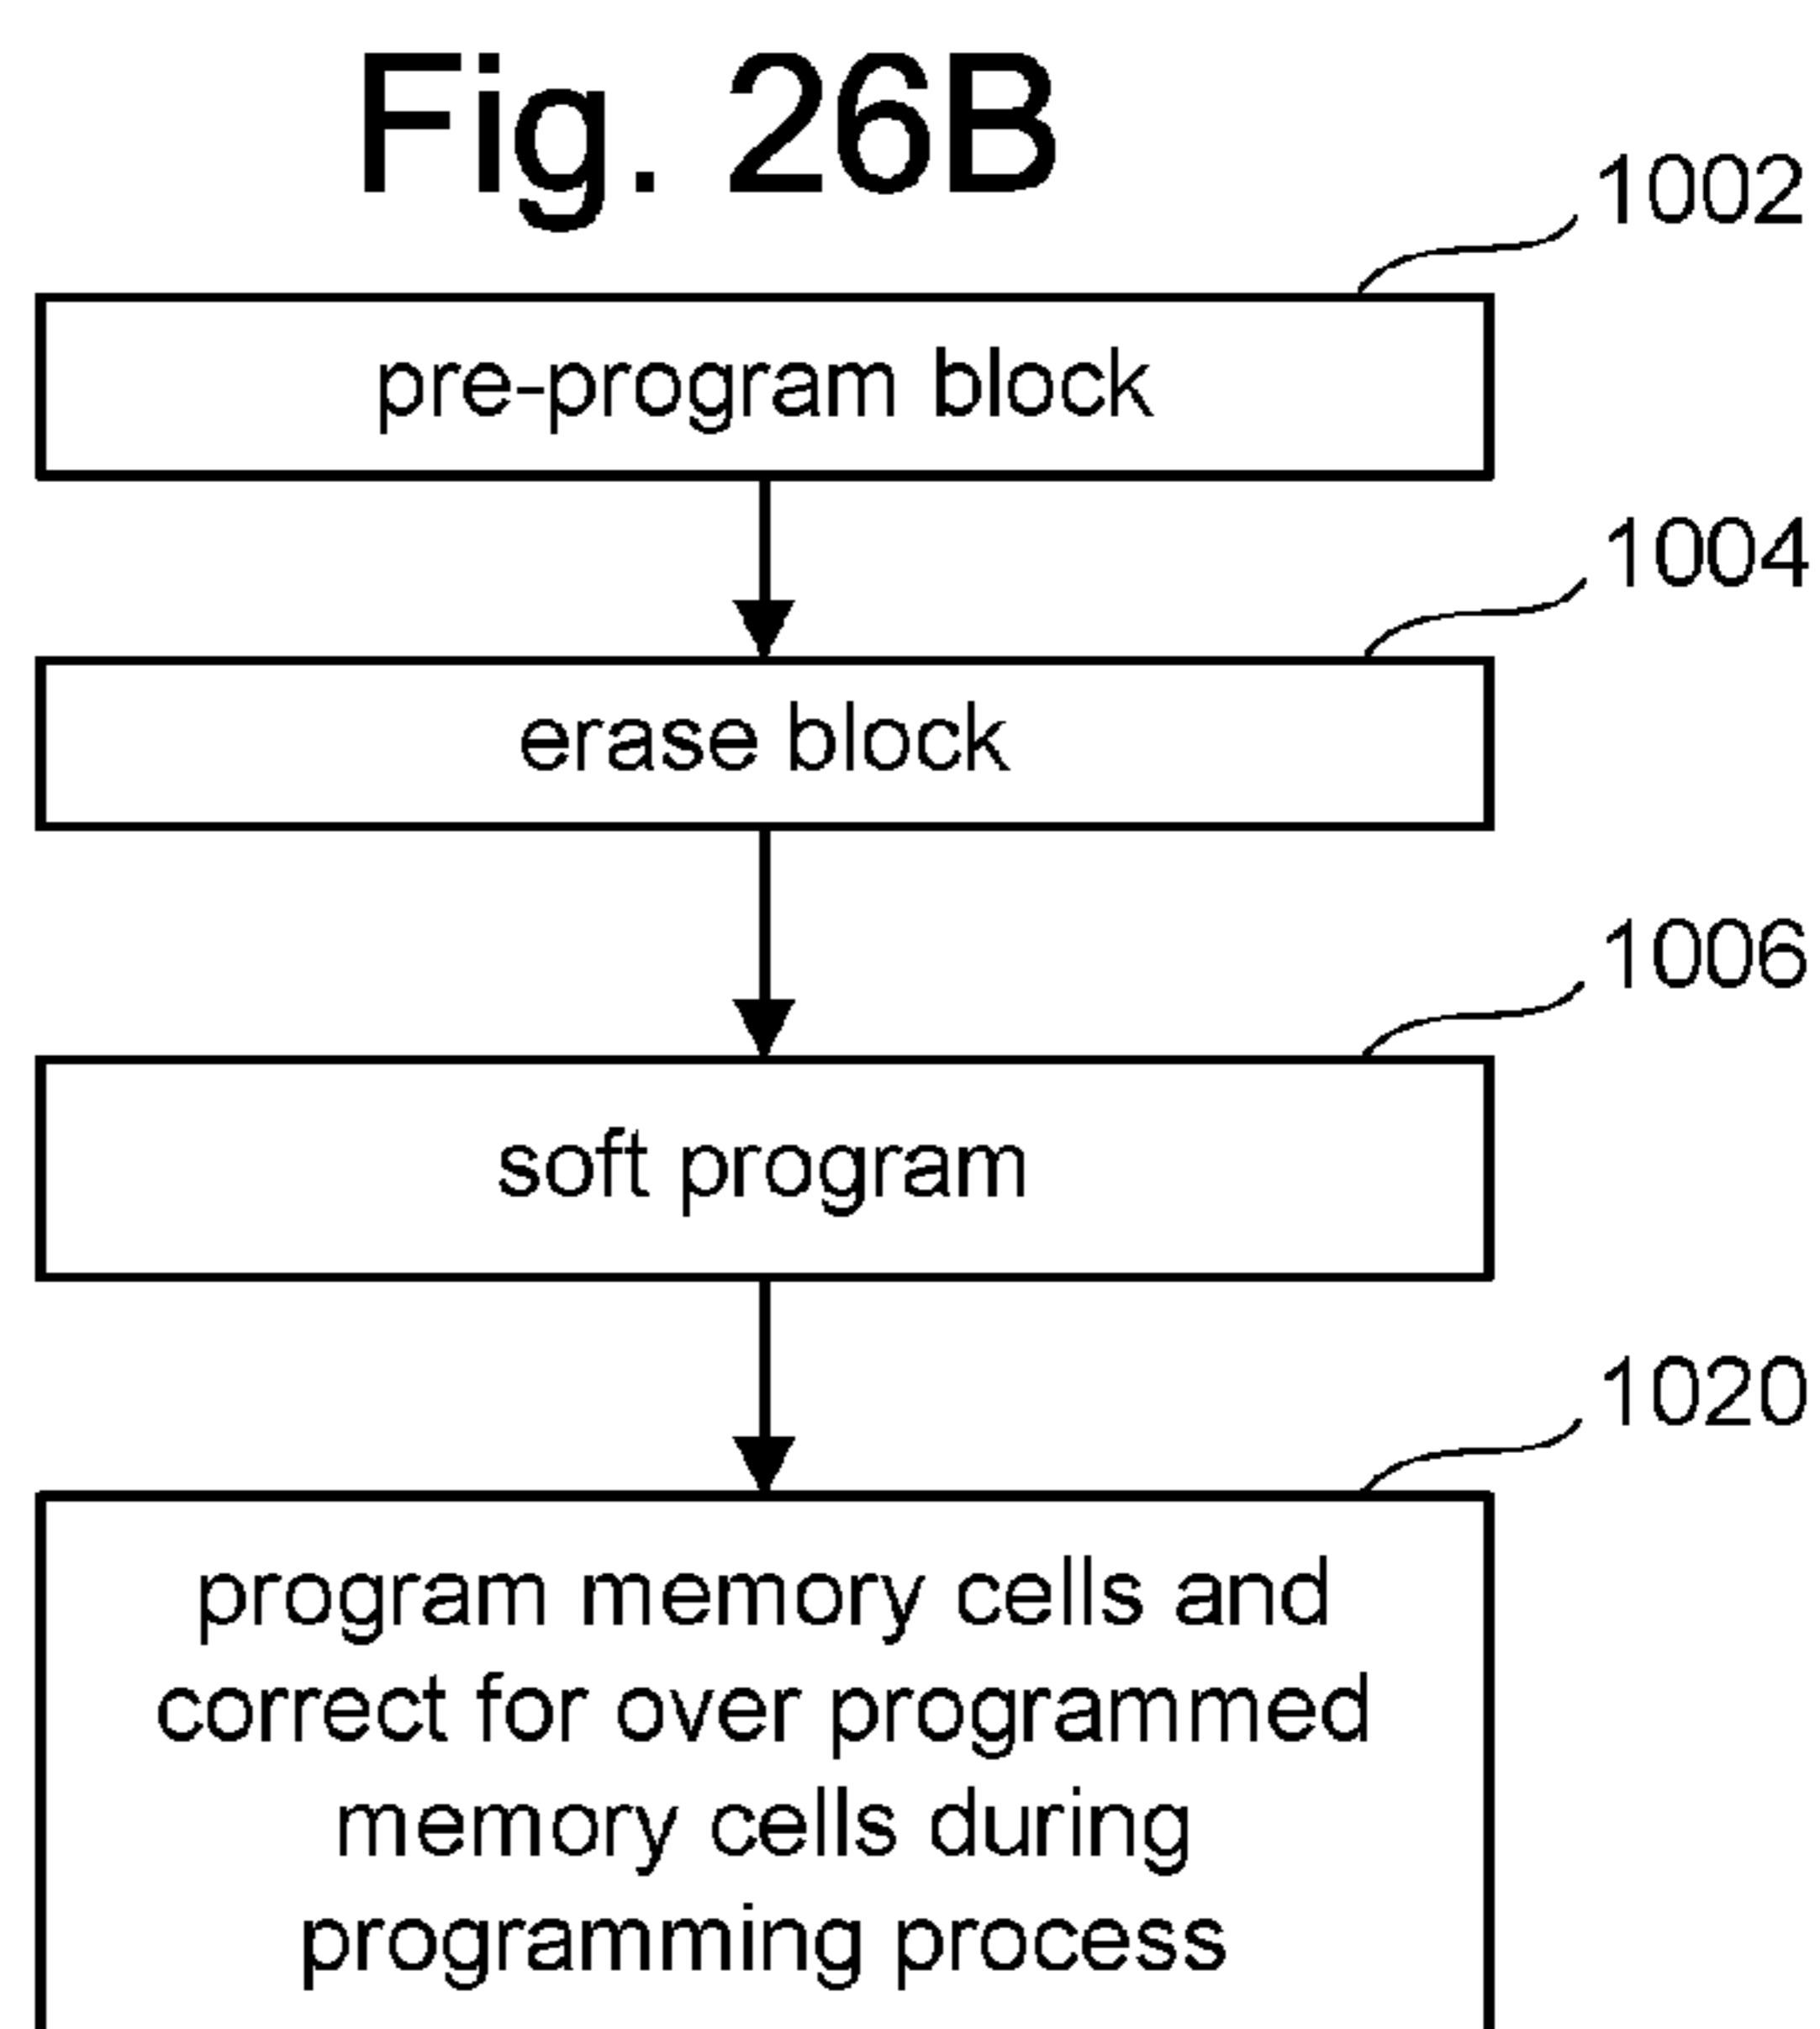 Fig. 26B
1002
pre-program block
1004
erase block
1006
soft program
1020
program memory cells and
correct for over programmed
memory cells during
programming process